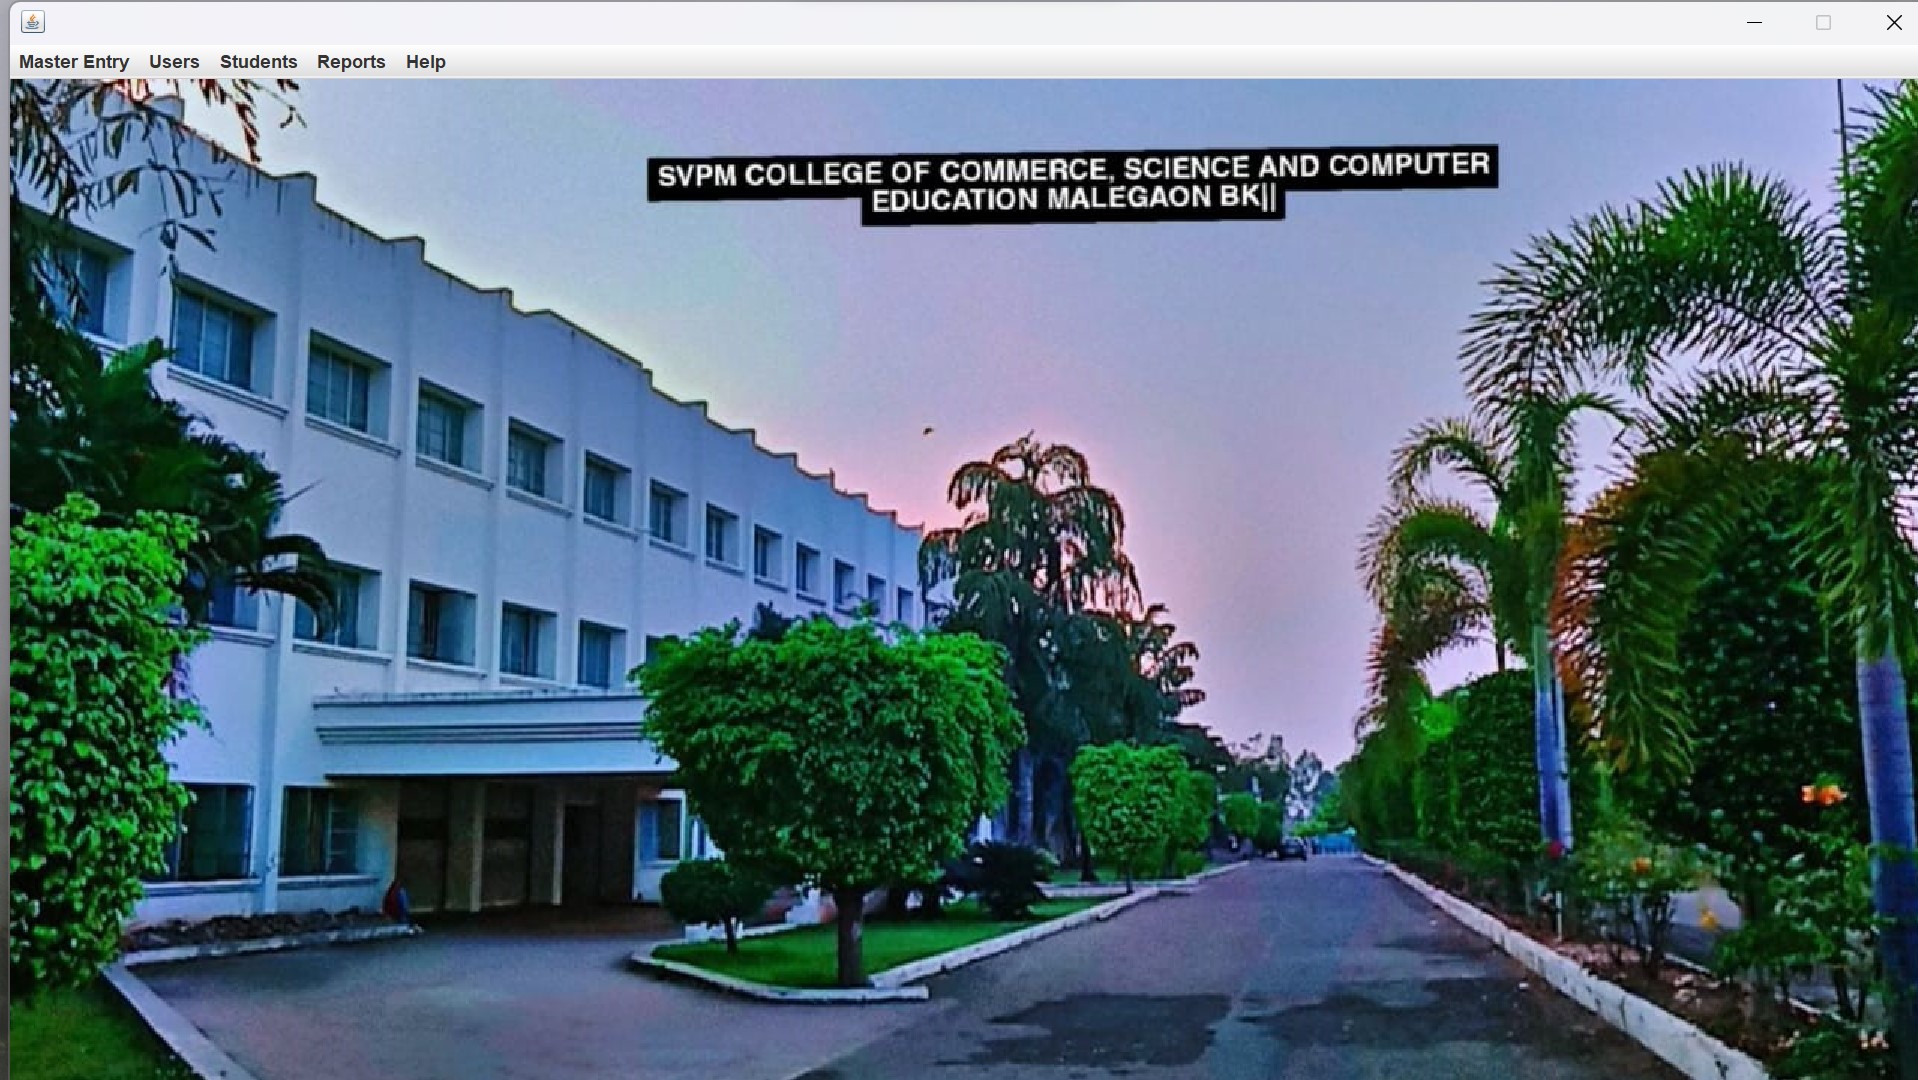 Master Entry Users Students Reports Help
SVPM COLLEGE OF COMMERCE, SCIENCE AND COMPUTER
EDUCATION MALEGAON BK||